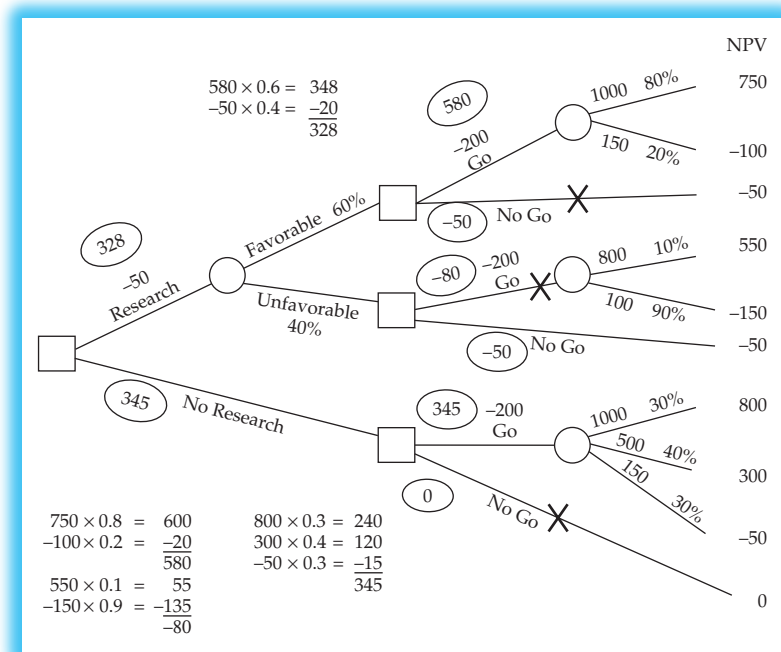 NPV
580 × 0.6 = 348
–50 × 0.4 = –20
328
580
–200
Go
1000 80%
750
150 20%
–100
–50
No Go
–50
Favorable 60%
328
–50
Research
Unfavorable
40%
–80
–200
Go
800 10%
550
100 90%
–150
–50
No Go
–50
345
No Research
345
–200
Go
1000 30%
800
500 40%
300
150 30%
–50
0
No Go
0
750 × 0.8 = 600
–100 × 0.2 = –20
580
550 × 0.1 = 55
–150 × 0.9 = –135
–80
800 × 0.3 = 240
300 × 0.4 = 120
–50 × 0.3 = –15
345